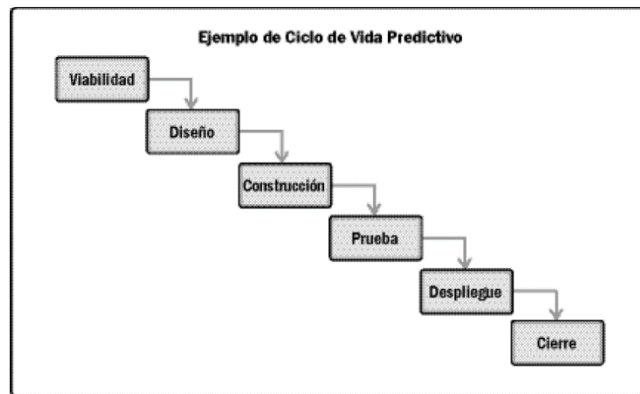 Ejemplo de Ciclo de Vida Predictivo
Viabilidad
Diseño
Construcción
Prueba
Despliegue
Cierre